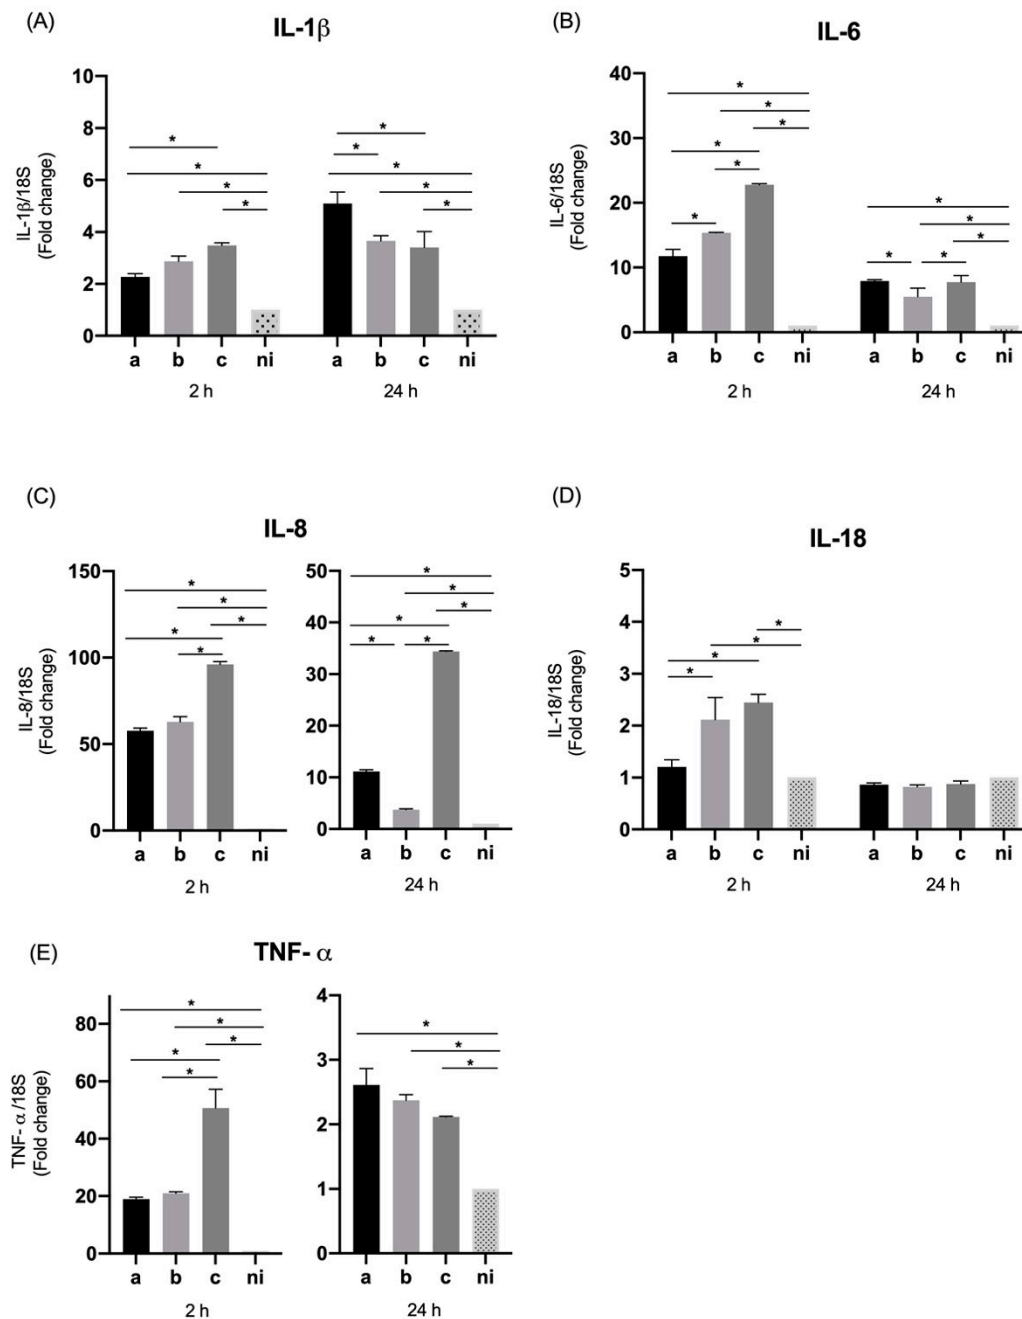 (A)
IL-1β
IL-1β/18S
(Fold change)
10
8
6
4
2
0
* * * *
* * * * *
a b c ni a b c ni
2 h 24 h
(B)
IL-6
IL-6/18S
(Fold change)
40
30
20
10
0
* * * * * *
* * * * *
a b c ni a b c ni
2 h 24 h
(C)
IL-8
IL-8/18S
(Fold change)
150
100
50
0
* * * * *
a b c ni
2 h
50
40
30
20
10
0
* * * * * *
a b c ni
24 h
(D)
IL-18
IL-18/18S
(Fold change)
5
4
3
2
1
0
* * * *
a b c ni a b c ni
2 h 24 h
(E)
TNF- α
TNF- α /18S
(Fold change)
80
60
40
20
0
* * * * *
a b c ni
2 h
4
3
2
1
0
* * *
a b c ni
24 h